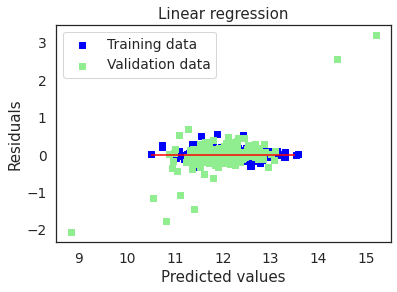 Linear regression
Training data
Validation data
Residuals
3
2
1
0
−1
−2
9 10 11 12 13 14 15
Predicted values